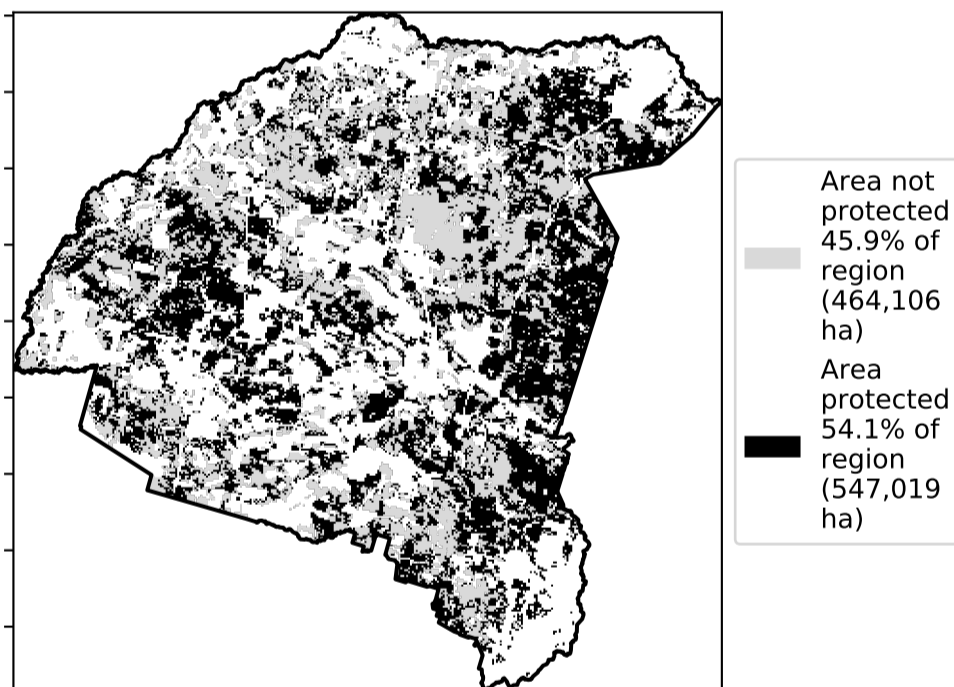 Area not
protected
45.9% of
region
(464,106
ha)
Area
protected
54.1% of
region
(547,019
ha)